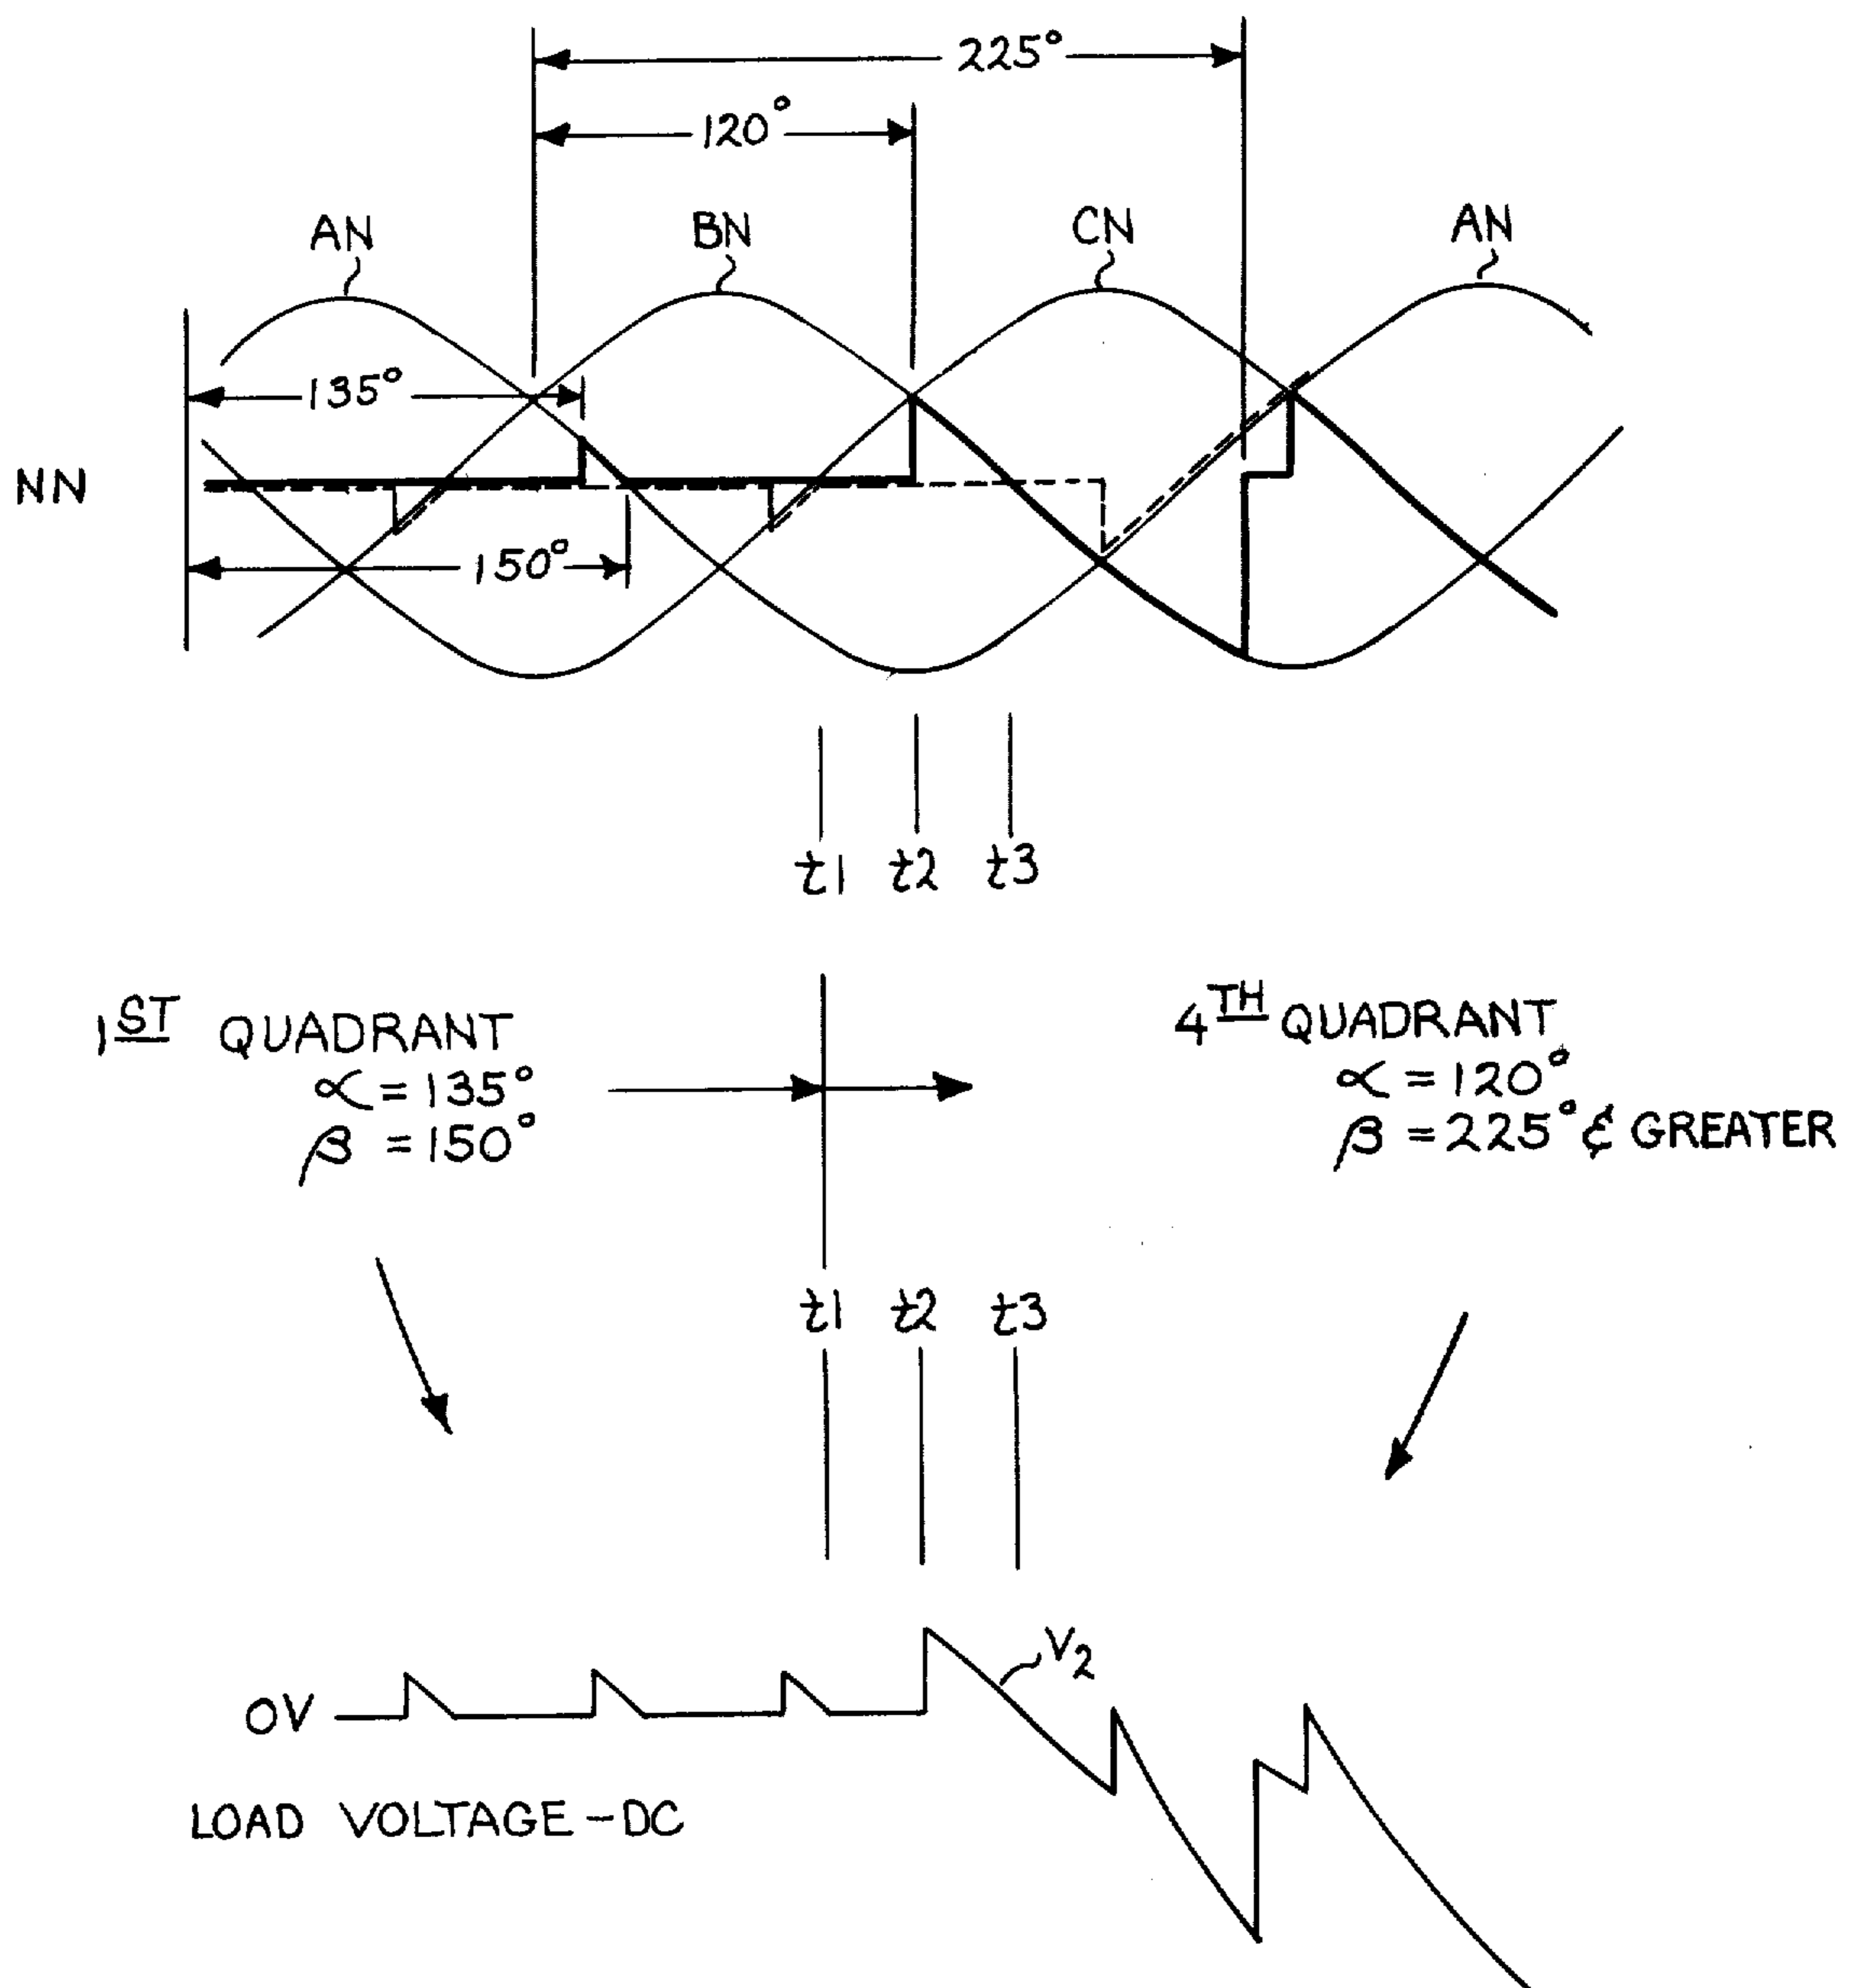 225°
120°
AN BN CN AN
135°
NN
150°
t1 t2 t3
1ST QUADRANT
α = 135°
β = 150°
4TH QUADRANT
α = 120°
β = 225° & GREATER
t1 t2 t3
V2
0V
LOAD VOLTAGE - DC